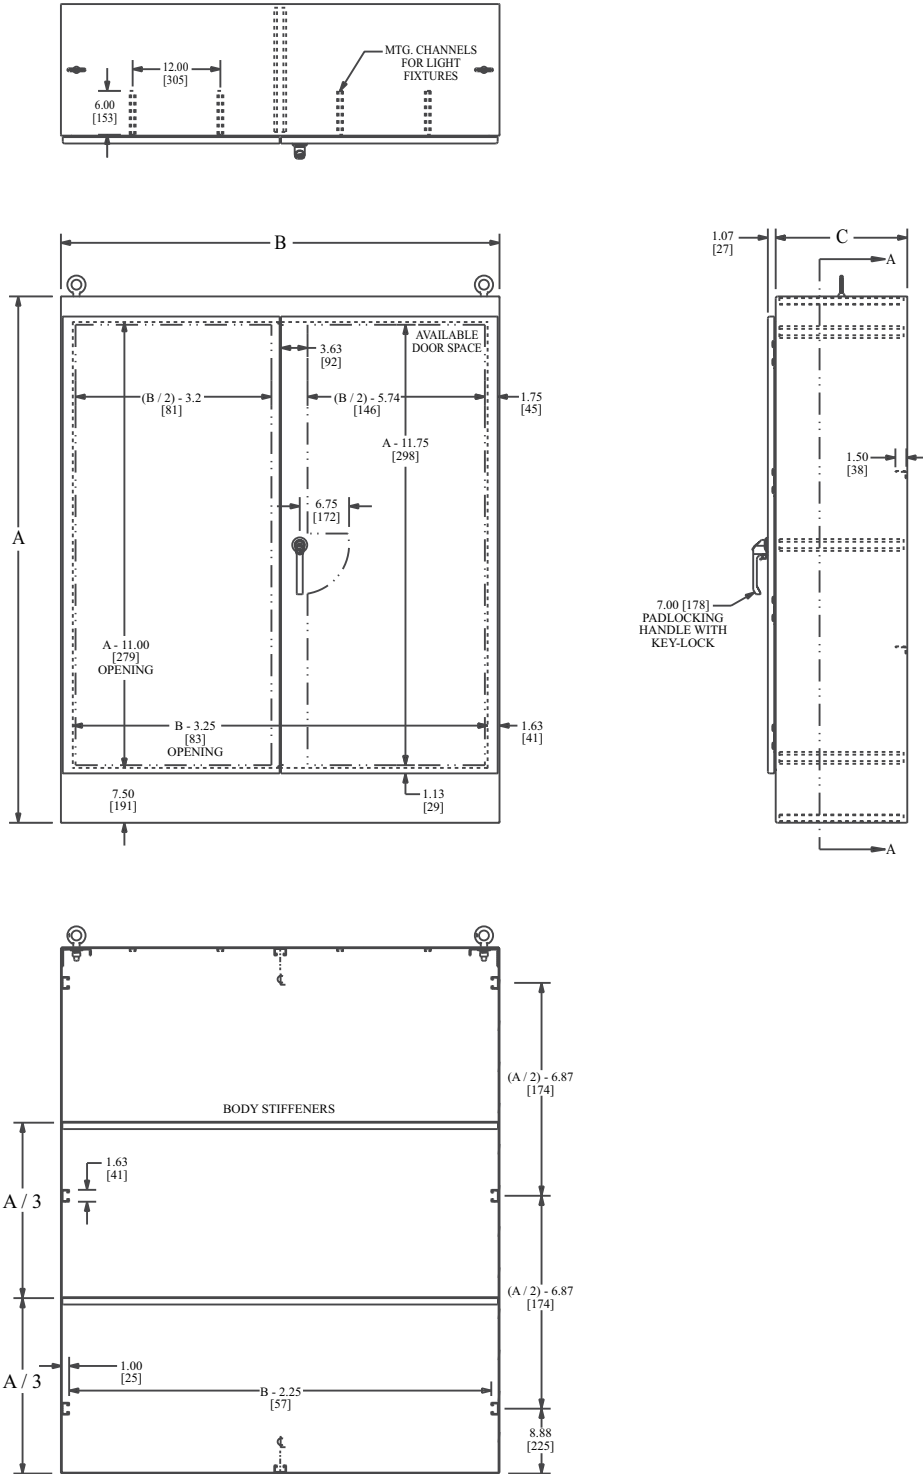 MTG. CHANNELS
FOR LIGHT
FIXTURES
12.00
[305]
6.00
[153]
B
1.07
[27]
C
A
AVAILABLE
DOOR SPACE
3.63
[92]
(B / 2) - 3.2
[81]
(B / 2) - 5.74
[146]
1.75
[45]
A - 11.75
[298]
1.50
[38]
6.75
[172]
A
7.00 [178]
PADLOCKING
HANDLE WITH
KEY-LOCK
A - 11.00
[279]
OPENING
B - 3.25
[83]
OPENING
1.63
[41]
7.50
[191]
1.13
[29]
A
(A / 2) - 6.87
[174]
BODY STIFFENERS
1.63
[41]
A / 3
(A / 2) - 6.87
[174]
1.00
[25]
A / 3
B - 2.25
[57]
8.88
[225]